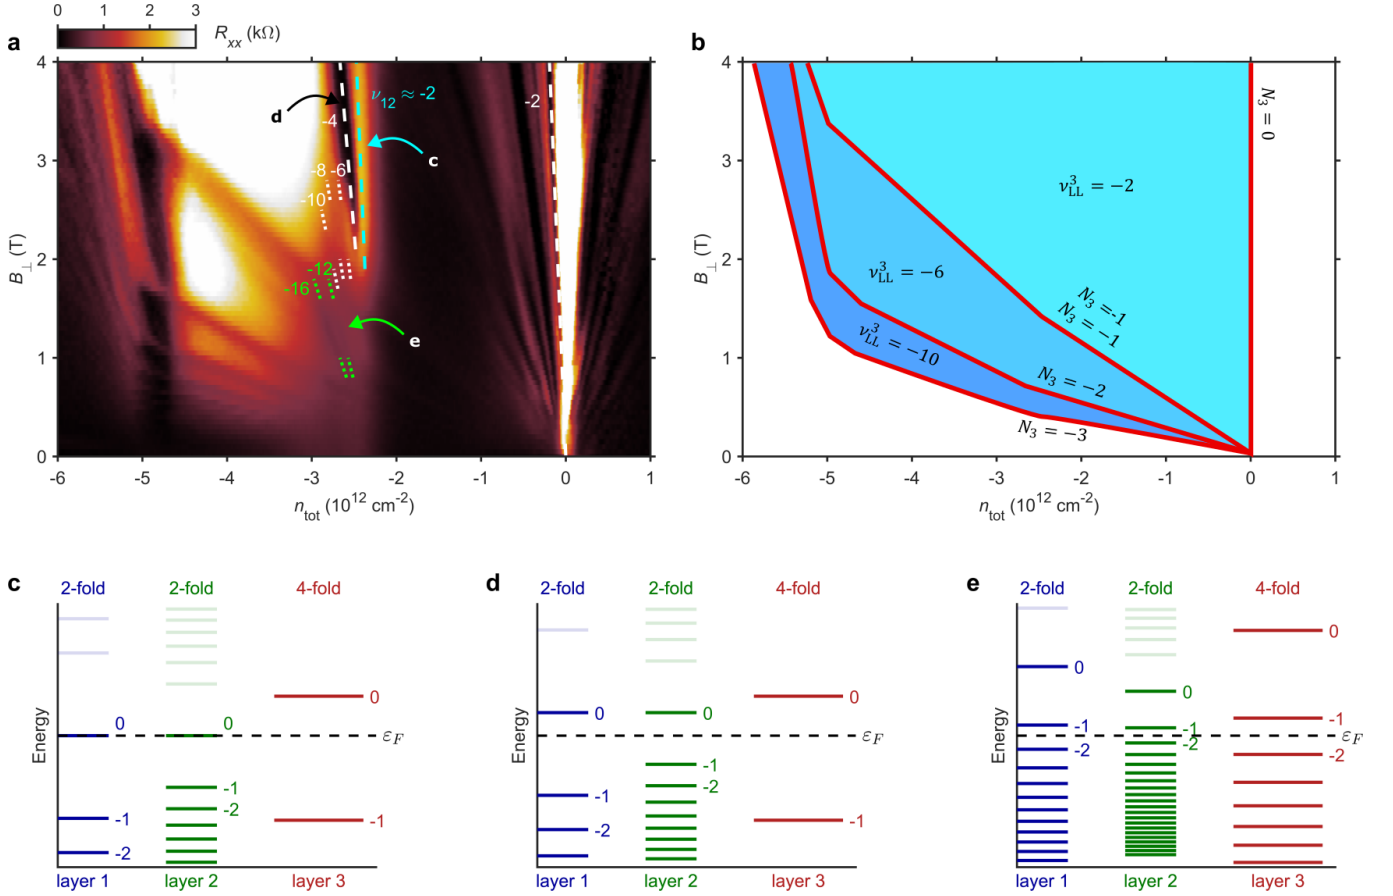 0 1 2 3
R_xx (kΩ)
a
4
3
2
1
0
B_⊥ (T)
-6 -5 -4 -3 -2 -1 0 1
n_tot (10^12 cm^-2)
d
ν_12 ≈ -2
-4
-2
c
-8 -6
-10
-12
-16
e
b
4
3
2
1
0
B_⊥ (T)
-6 -5 -4 -3 -2 -1 0 1
n_tot (10^12 cm^-2)
N_3 = 0
ν^3_LL = −2
ν^3_LL = −6
N_3 = -1
N_3 = −1
ν^3_LL = −10
N_3 = −2
N_3 = −3
c
2-fold 2-fold 4-fold
Energy
0
0 0
ε_F
-1
-2
-1 -1
-2
layer 1 layer 2 layer 3
d
2-fold 2-fold 4-fold
Energy
0
0 0
ε_F
-1
-2
-1
-2
-1
layer 1 layer 2 layer 3
e
2-fold 2-fold 4-fold
Energy
0
0
0
-1
-1 -1
ε_F
-2
-2
-2
layer 1 layer 2 layer 3